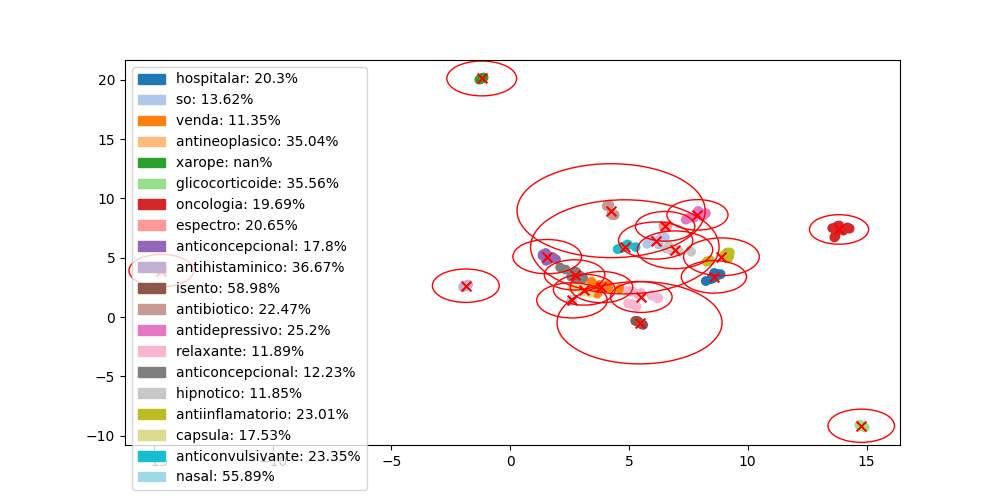 hospitalar: 20.3%
so: 13.62%
venda: 11.35%
antineoplasico: 35.04%
xarope: nan%
glicocorticoide: 35.56%
oncologia: 19.69%
espectro: 20.65%
anticoncepcional: 17.8%
antihistaminico: 36.67%
isento: 58.98%
antibiotico: 22.47%
antidepressivo: 25.2%
relaxante: 11.89%
anticoncepcional: 12.23%
hipnotico: 11.85%
antiinflamatorio: 23.01%
capsula: 17.53%
anticonvulsivante: 23.35%
nasal: 55.89%
20
15
10
5
0
−5
−10
−15 −10 −5 0 5 10 15